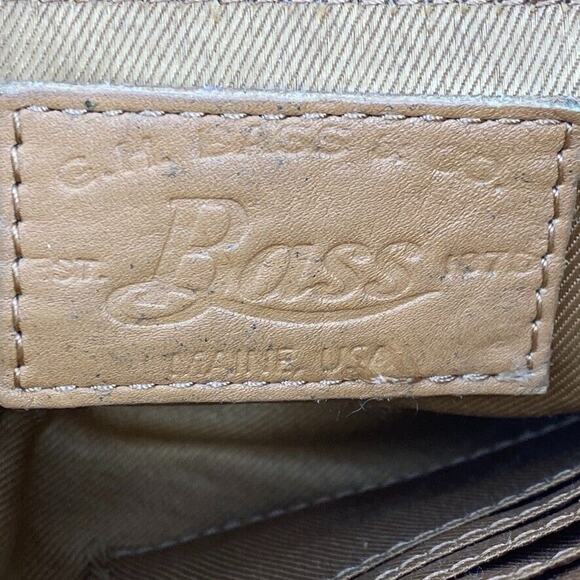 G.H. BASS & CO.
EST. Bass 1876
MAINE, USA